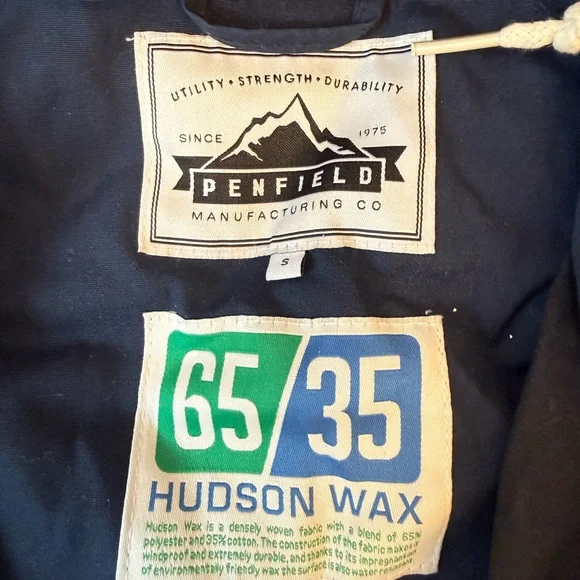 UTILITY • STRENGTH • DURABILITY
SINCE 1975
PENFIELD
MANUFACTURING CO
S
65 35
HUDSON WAX
Hudson Wax is a densely woven fabric with a blend of 65%
polyester and 35% cotton. The construction of the fabric makes it
windproof and extremely durable, and thanks to its impregnation
of environmentally friendly wax the surface is also water resistant.